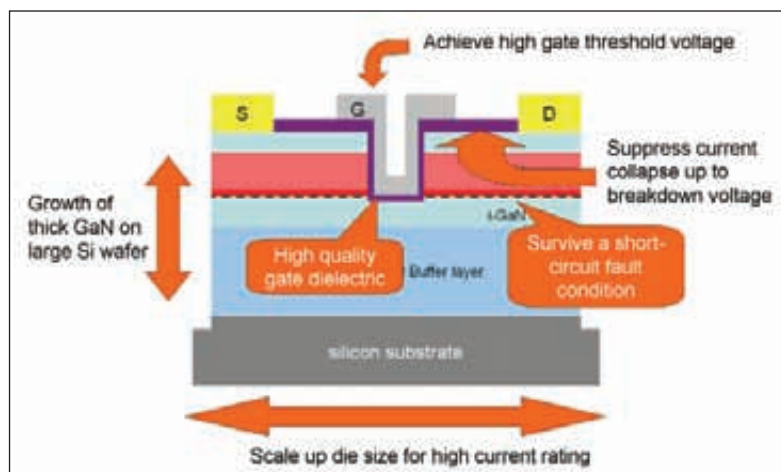 Achieve high gate threshold voltage
S
G
D
Suppress current
collapse up to
breakdown voltage
Growth of
thick GaN on
large Si wafer
i-GaN
High quality
gate dielectric
Survive a short-
circuit fault
condition
Buffer layer
silicon substrate
Scale up die size for high current rating